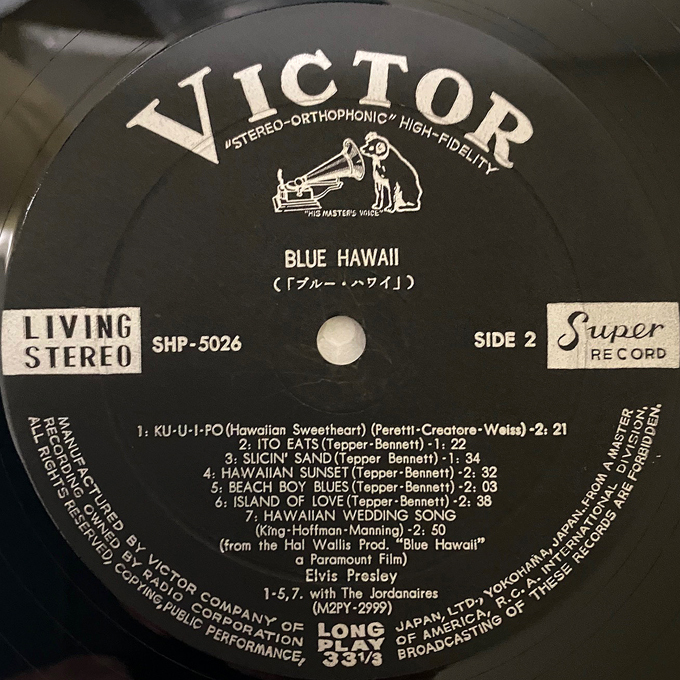 VICTOR
"STEREO-ORTHOPHONIC" HIGH-FIDELITY
"HIS MASTER'S VOICE"
BLUE HAWAII
(「ブルー・ハワイ」)
LIVING
STEREO
SHP-5026
SIDE 2
Super
RECORD
1: KU-U-I-PO (Hawaiian Sweetheart) (Peretti-Creatore-Weiss) -2: 21
2: ITO EATS (Tepper-Bennett) -1: 22
3: SLICIN' SAND (Tepper Bennett) -1: 34
4: HAWAIIAN SUNSET (Tepper-Bennett) -2: 32
5: BEACH BOY BLUES (Tepper-Bennett) -2: 03
6: ISLAND OF LOVE (Tepper-Bennett) -2: 38
7: HAWAIIAN WEDDING SONG
(King-Hoffman-Manning) -2: 50
(from the Hal Wallis Prod. "Blue Hawaii"
a Paramount Film)
Elvis Presley
1-5,7. with The Jordanaires
(M2PY-2999)
LONG
PLAY
33 1/3
MANUFACTURED BY VICTOR COMPANY OF JAPAN, LTD., YOKOHAMA, JAPAN. FROM A MASTER
RECORDING OWNED BY RADIO CORPORATION OF AMERICA, R.C.A. INTERNATIONAL DIVISION.
ALL RIGHTS RESERVED, COPYING, PUBLIC PERFORMANCE, BROADCASTING OF THESE RECORDS ARE FORBIDDEN.